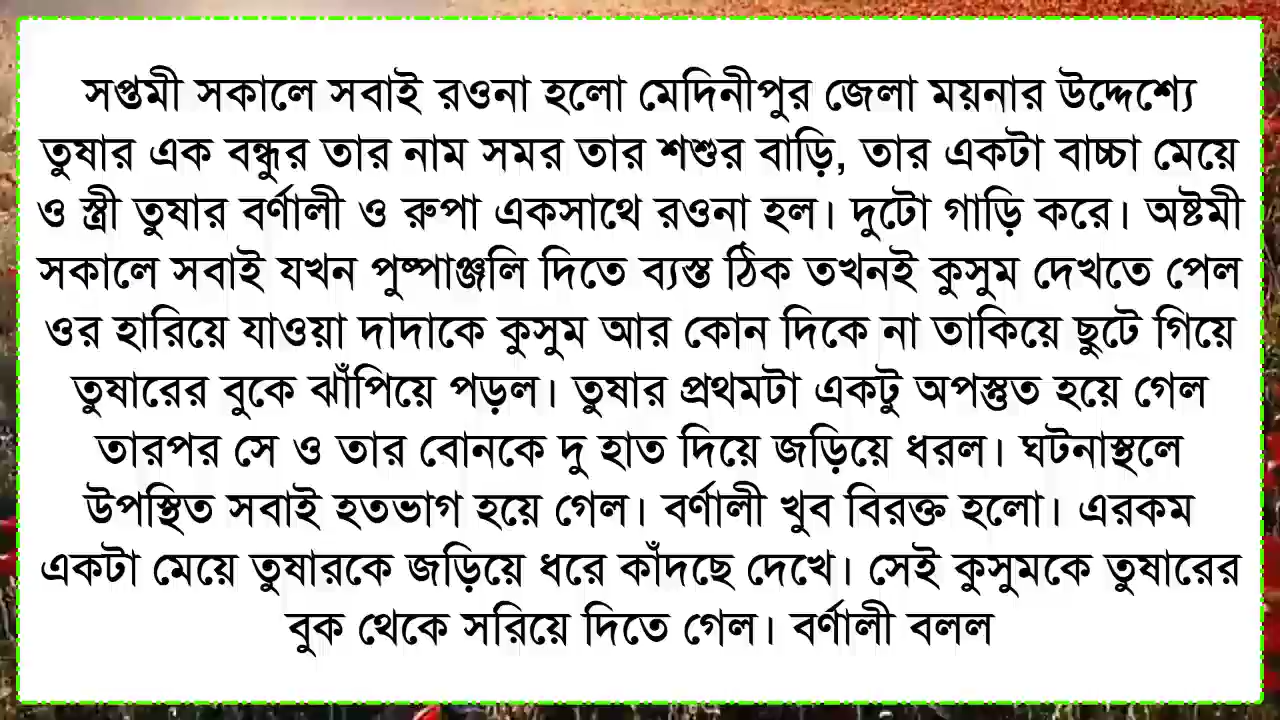 সপ্তমী সকালে সবাই রওনা হলো মেদিনীপুর জেলা ময়নার উদ্দেশ্যে
তুষার এক বন্ধুর তার নাম সমর তার শশুর বাড়ি, তার একটা বাচ্চা মেয়ে
ও স্ত্রী তুষার বর্ণালী ও রুপা একসাথে রওনা হল। দুটো গাড়ি করে। অষ্টমী
সকালে সবাই যখন পুষ্পাঞ্জলি দিতে ব্যস্ত ঠিক তখনই কুসুম দেখতে পেল
ওর হারিয়ে যাওয়া দাদাকে কুসুম আর কোন দিকে না তাকিয়ে ছুটে গিয়ে
তুষারের বুকে ঝাঁপিয়ে পড়ল। তুষার প্রথমটা একটু অপস্তুত হয়ে গেল
তারপর সে ও তার বোনকে দু হাত দিয়ে জড়িয়ে ধরল। ঘটনাস্থলে
উপস্থিত সবাই হতভাগ হয়ে গেল। বর্ণালী খুব বিরক্ত হলো। এরকম
একটা মেয়ে তুষারকে জড়িয়ে ধরে কাঁদছে দেখে। সেই কুসুমকে তুষারের
বুক থেকে সরিয়ে দিতে গেল। বর্ণালী বলল